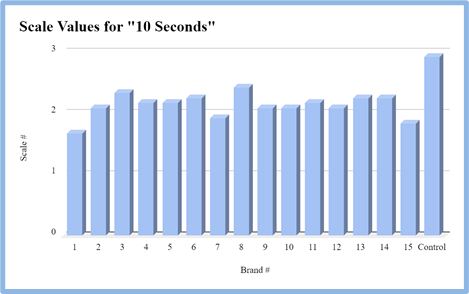 Scale Values for "10 Seconds"
3
2
1
0
Scale #
1 2 3 4 5 6 7 8 9 10 11 12 13 14 15 Control
Brand #